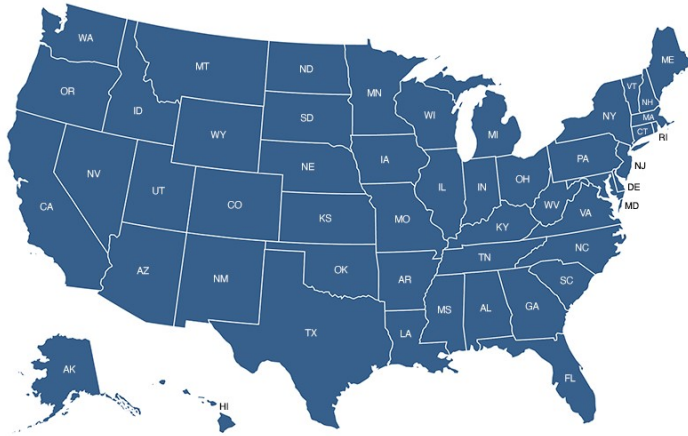 WA
MT
ND
MN
ME
OR
ID
WY
SD
WI
MI
VT
NH
NY
MA
CT
RI
NV
UT
CO
NE
IA
IL
IN
OH
PA
NJ
DE
MD
CA
KS
MO
KY
WV
VA
AZ
NM
OK
AR
TN
NC
SC
TX
LA
MS
AL
GA
FL
AK
HI